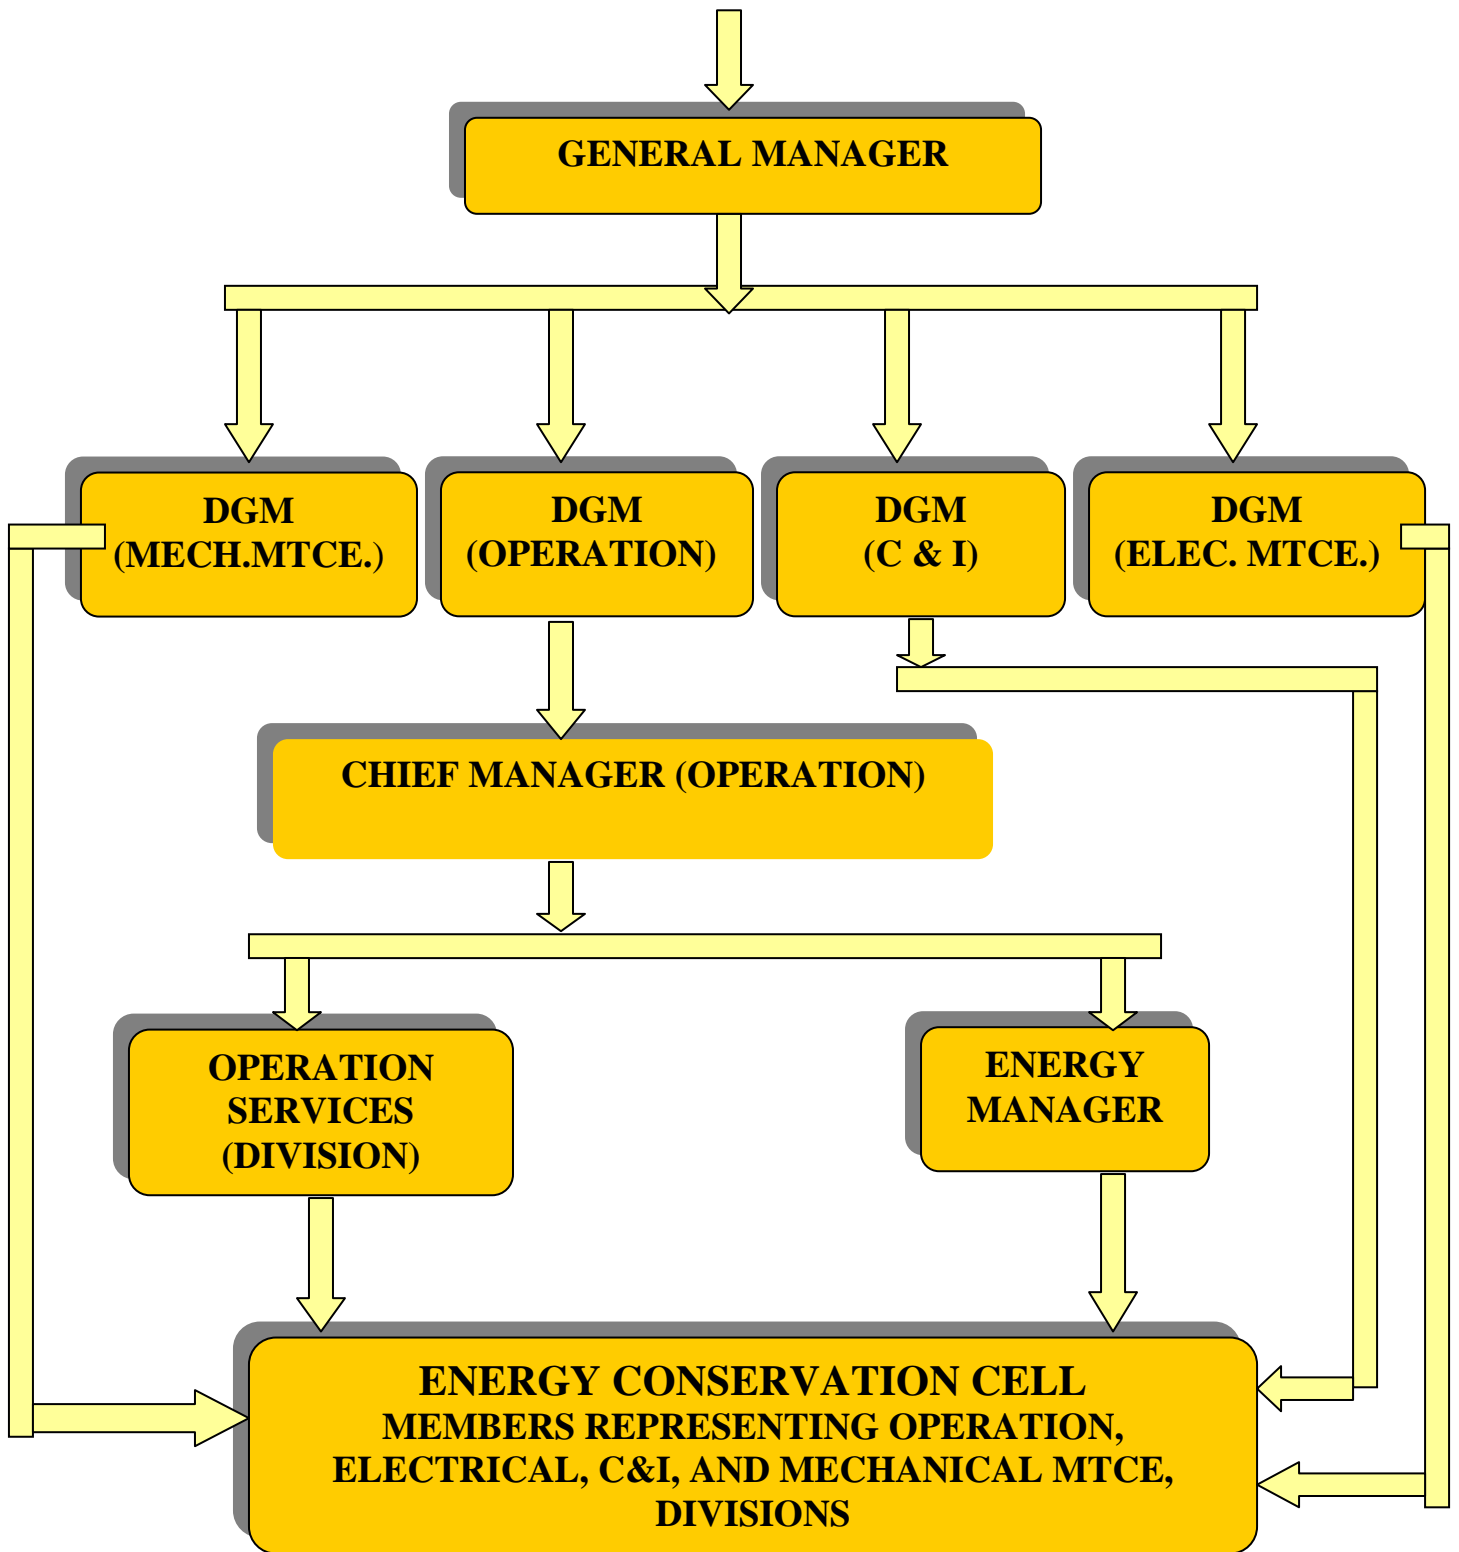 GENERAL MANAGER
DGM
(MECH.MTCE.)
DGM
(OPERATION)
DGM
(C & I)
DGM
(ELEC. MTCE.)
CHIEF MANAGER (OPERATION)
OPERATION
SERVICES
(DIVISION)
ENERGY
MANAGER
ENERGY CONSERVATION CELL
MEMBERS REPRESENTING OPERATION,
ELECTRICAL, C&I, AND MECHANICAL MTCE,
DIVISIONS